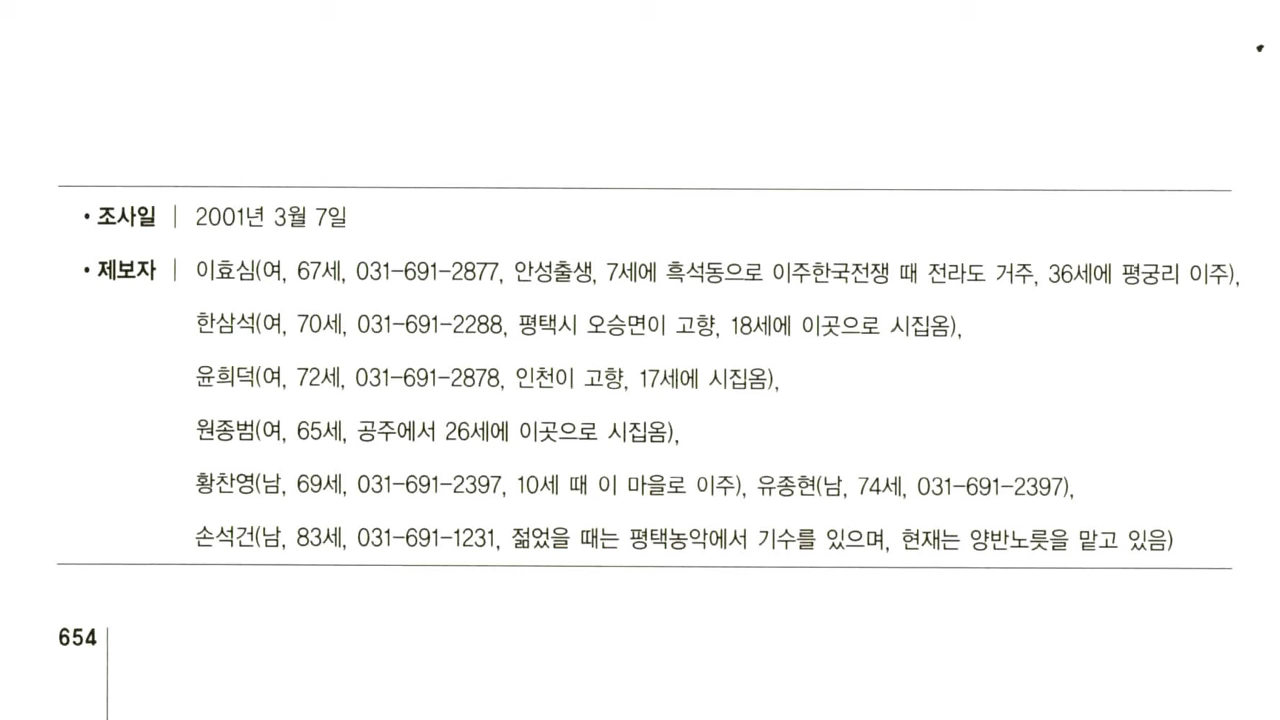 • 조사일 | 2001년 3월 7일
• 제보자 | 이효심(여, 67세, 031-691-2877, 안성출생, 7세에 흑석동으로 이주한국전쟁 때 전라도 거주, 36세에 평궁리 이주),
한삼석(여, 70세, 031-691-2288, 평택시 오승면이 고향, 18세에 이곳으로 시집옴),
윤희덕(여, 72세, 031-691-2878, 인천이 고향, 17세에 시집옴),
원종범(여, 65세, 공주에서 26세에 이곳으로 시집옴),
황찬영(남, 69세, 031-691-2397, 10세 때 이 마을로 이주), 유종현(남, 74세, 031-691-2397),
손석건(남, 83세, 031-691-1231, 젊었을 때는 평택농악에서 기수를 있으며, 현재는 양반노릇을 맡고 있음)
654